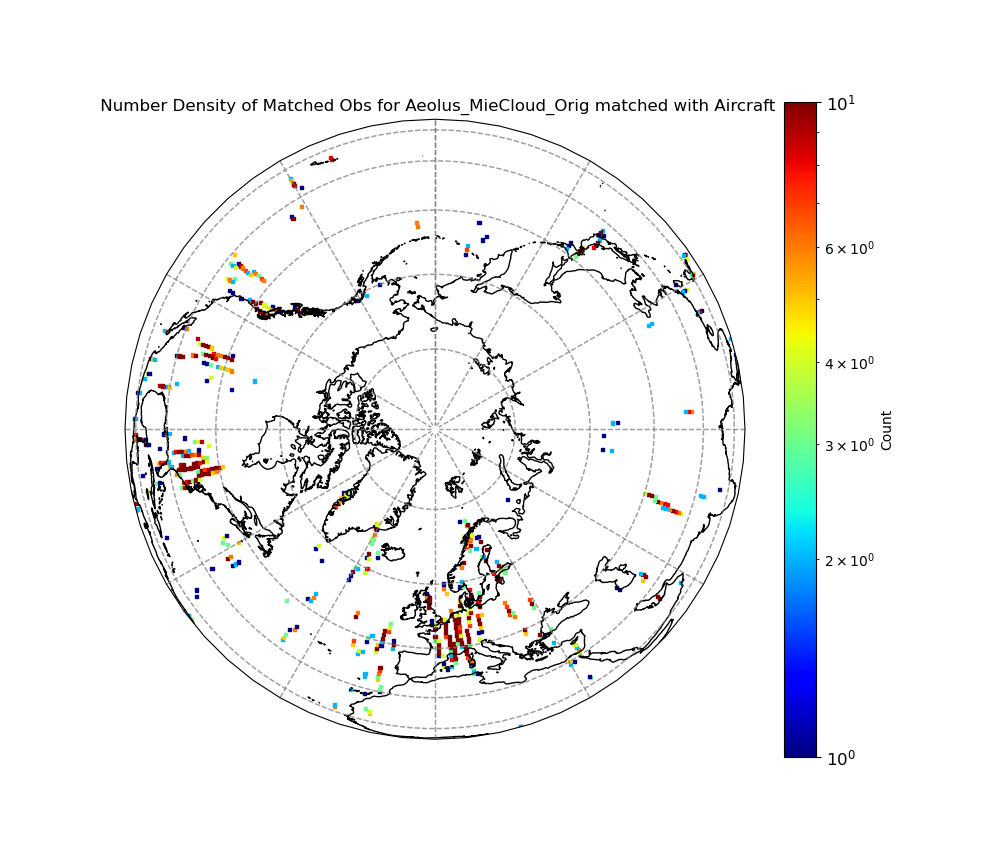 Number Density of Matched Obs for Aeolus_MieCloud_Orig matched with Aircraft
10¹
6 × 10⁰
4 × 10⁰
3 × 10⁰
2 × 10⁰
10⁰
Count